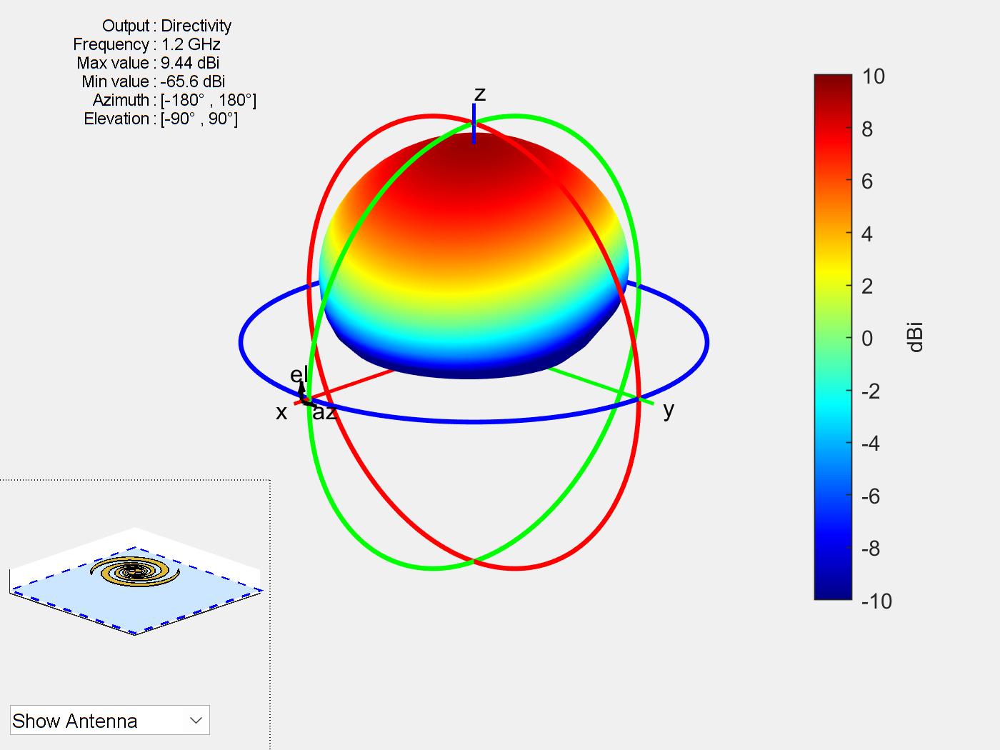 Output : Directivity
Frequency : 1.2 GHz
Max value : 9.44 dBi
Min value : -65.6 dBi
Azimuth : [-180° , 180°]
Elevation : [-90° , 90°]
z
el
x
az
y
10
8
6
4
2
0
-2
-4
-6
-8
-10
dBi
Show Antenna